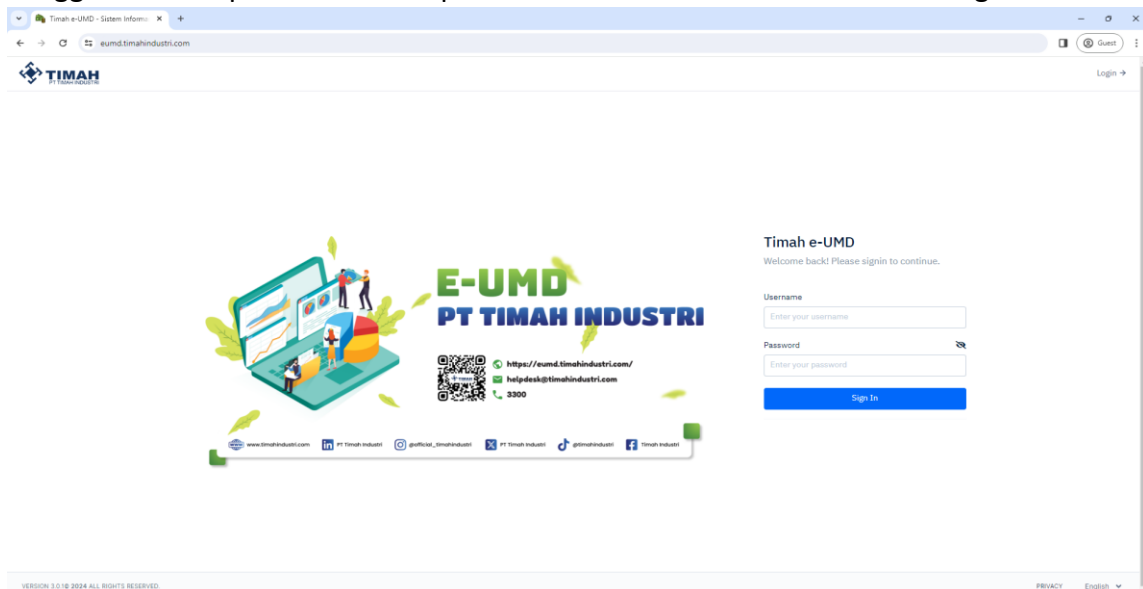 Timah e-UMD - Sistem Informa
eumd.timahindustri.com
Guest
TIMAH
PT TIMAH INDUSTRI
Login →
E-UMD
PT TIMAH INDUSTRI
https://eumd.timahindustri.com/
helpdesk@timahindustri.com
3300
www.timahindustri.com PT Timah Industri @official_timahindustri PT Timah Industri @timahindustri Timah Industri
Timah e-UMD
Welcome back! Please signin to continue.
Username
Enter your username
Password
Enter your password
Sign In
VERSION 3.0.1© 2024 ALL RIGHTS RESERVED.
PRIVACY English